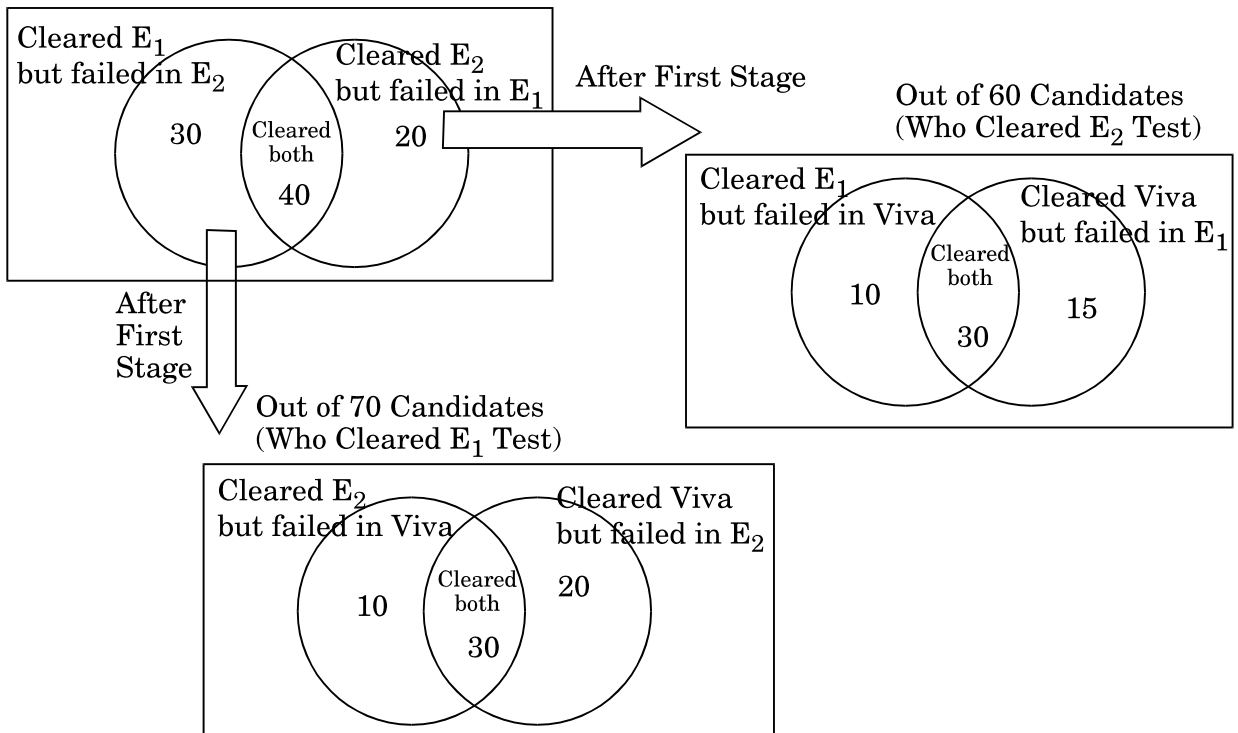 Cleared E₁
but failed in E₂
Cleared E₂
but failed in E₁
30
Cleared
both
40
20
After First Stage
Out of 60 Candidates
(Who Cleared E₂ Test)
Cleared E₁
but failed in Viva
Cleared Viva
but failed in E₁
Cleared
both
10
30
15
After
First
Stage
Out of 70 Candidates
(Who Cleared E₁ Test)
Cleared E₂
but failed in Viva
Cleared Viva
but failed in E₂
Cleared
both
10
30
20